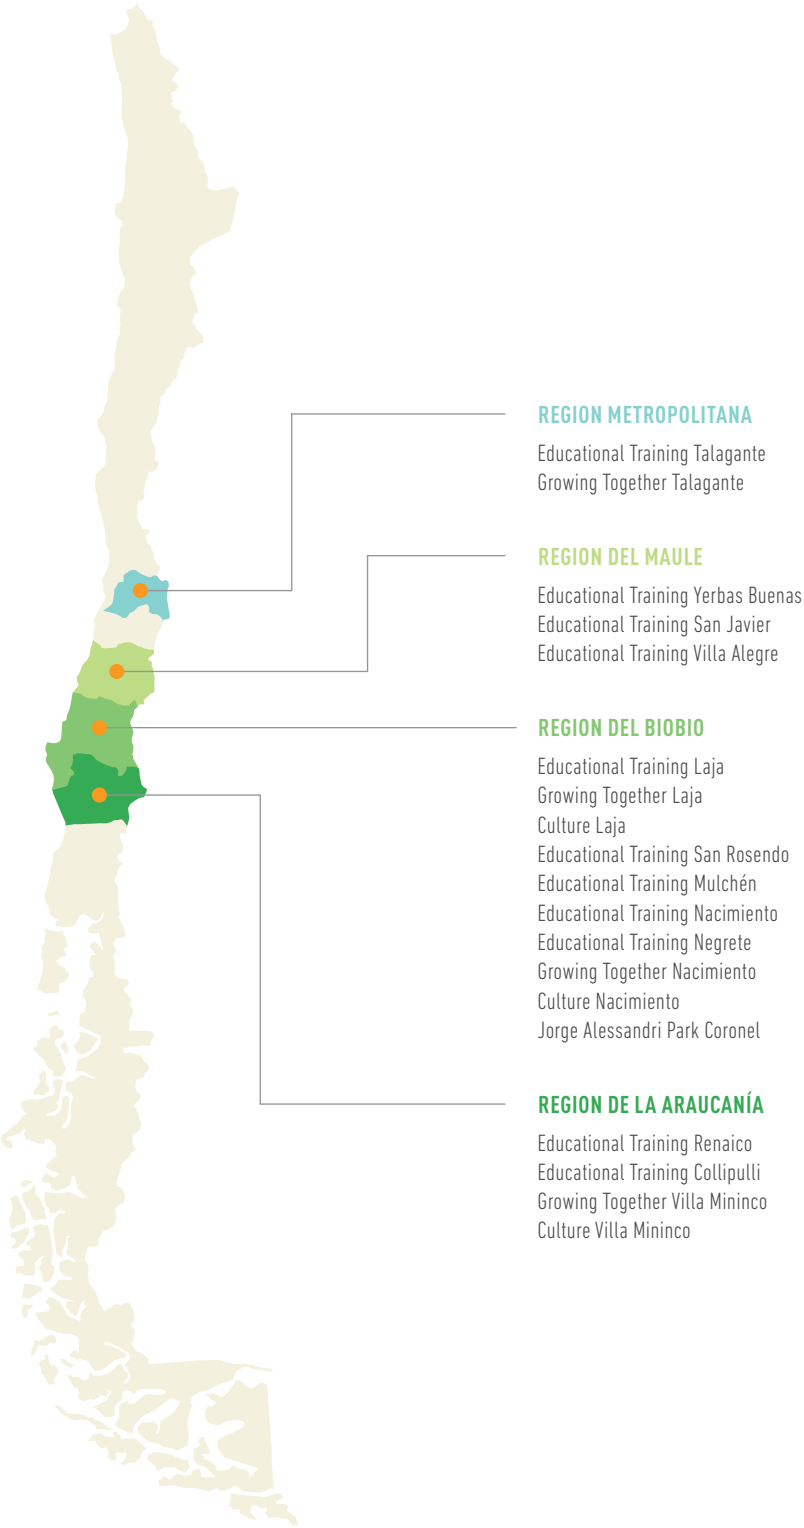 REGION METROPOLITANA
Educational Training Talagante
Growing Together Talagante
REGION DEL MAULE
Educational Training Yerbas Buenas
Educational Training San Javier
Educational Training Villa Alegre
REGION DEL BIOBIO
Educational Training Laja
Growing Together Laja
Culture Laja
Educational Training San Rosendo
Educational Training Mulchén
Educational Training Nacimiento
Educational Training Negrete
Growing Together Nacimiento
Culture Nacimiento
Jorge Alessandri Park Coronel
REGION DE LA ARAUCANÍA
Educational Training Renaico
Educational Training Collipulli
Growing Together Villa Mininco
Culture Villa Mininco